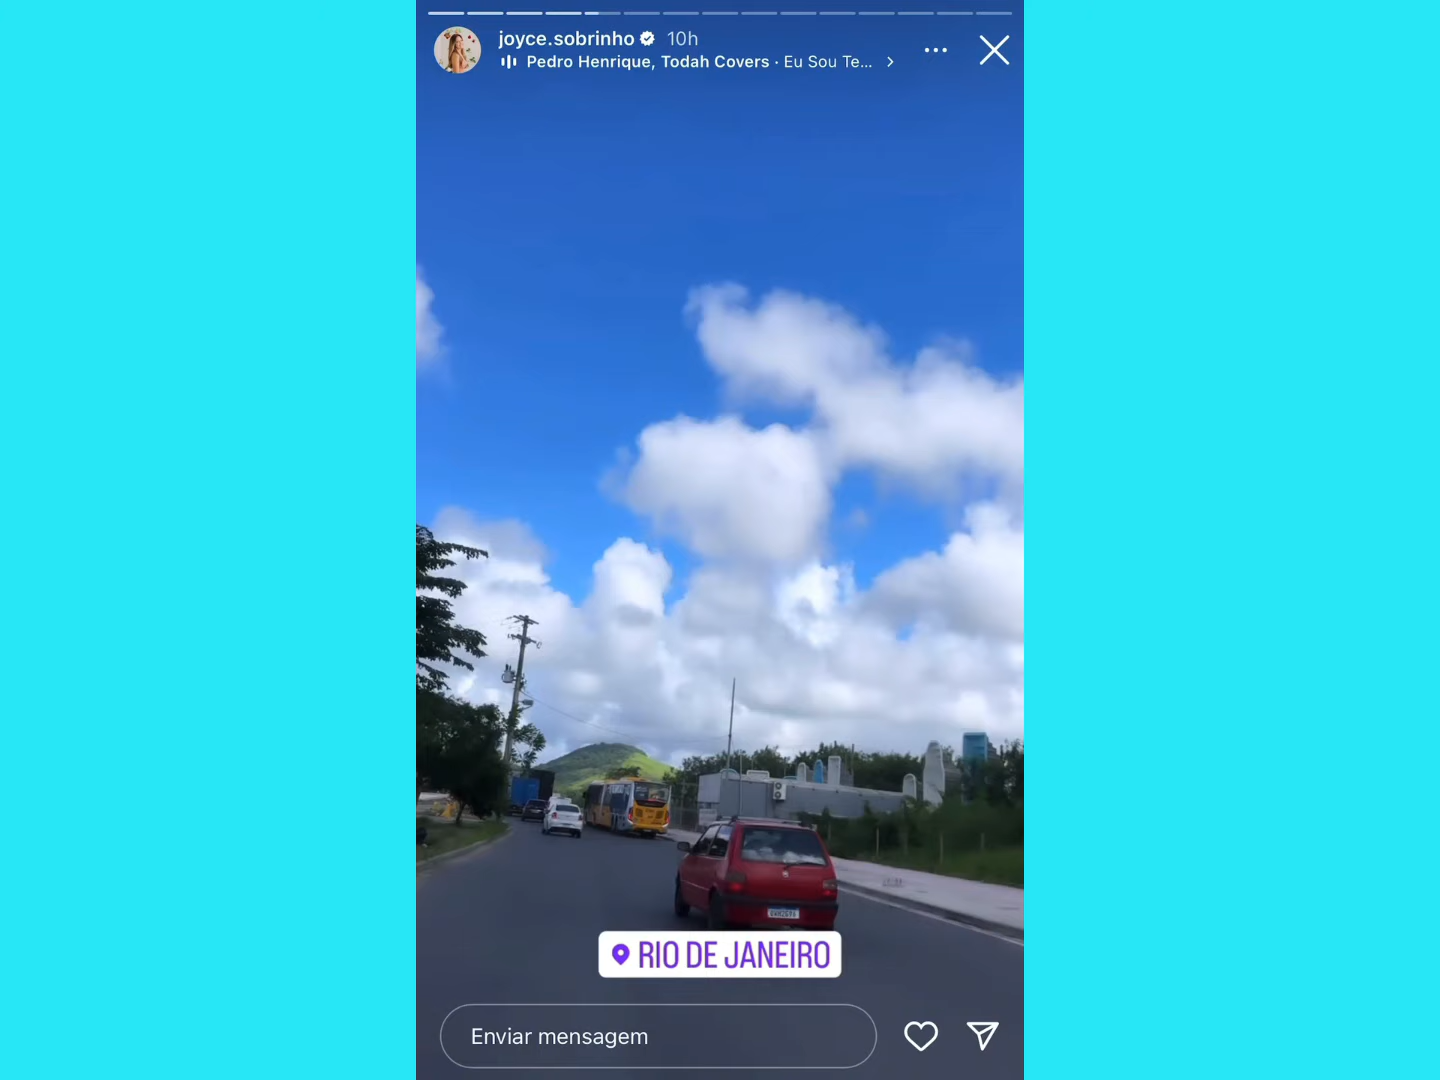 joyce.sobrinho 10h
Pedro Henrique, Todah Covers · Eu Sou Te...
RIO DE JANEIRO
Enviar mensagem